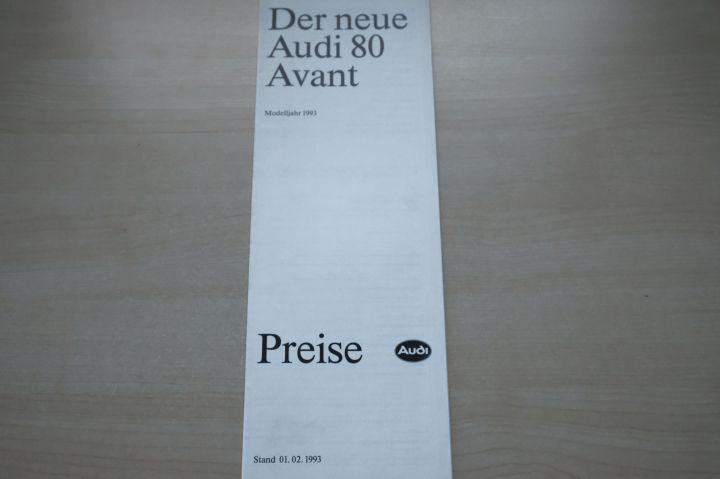 Der neue
Audi 80
Avant
Modelljahr 1993
Preise
Audi
Stand 01. 02. 1993